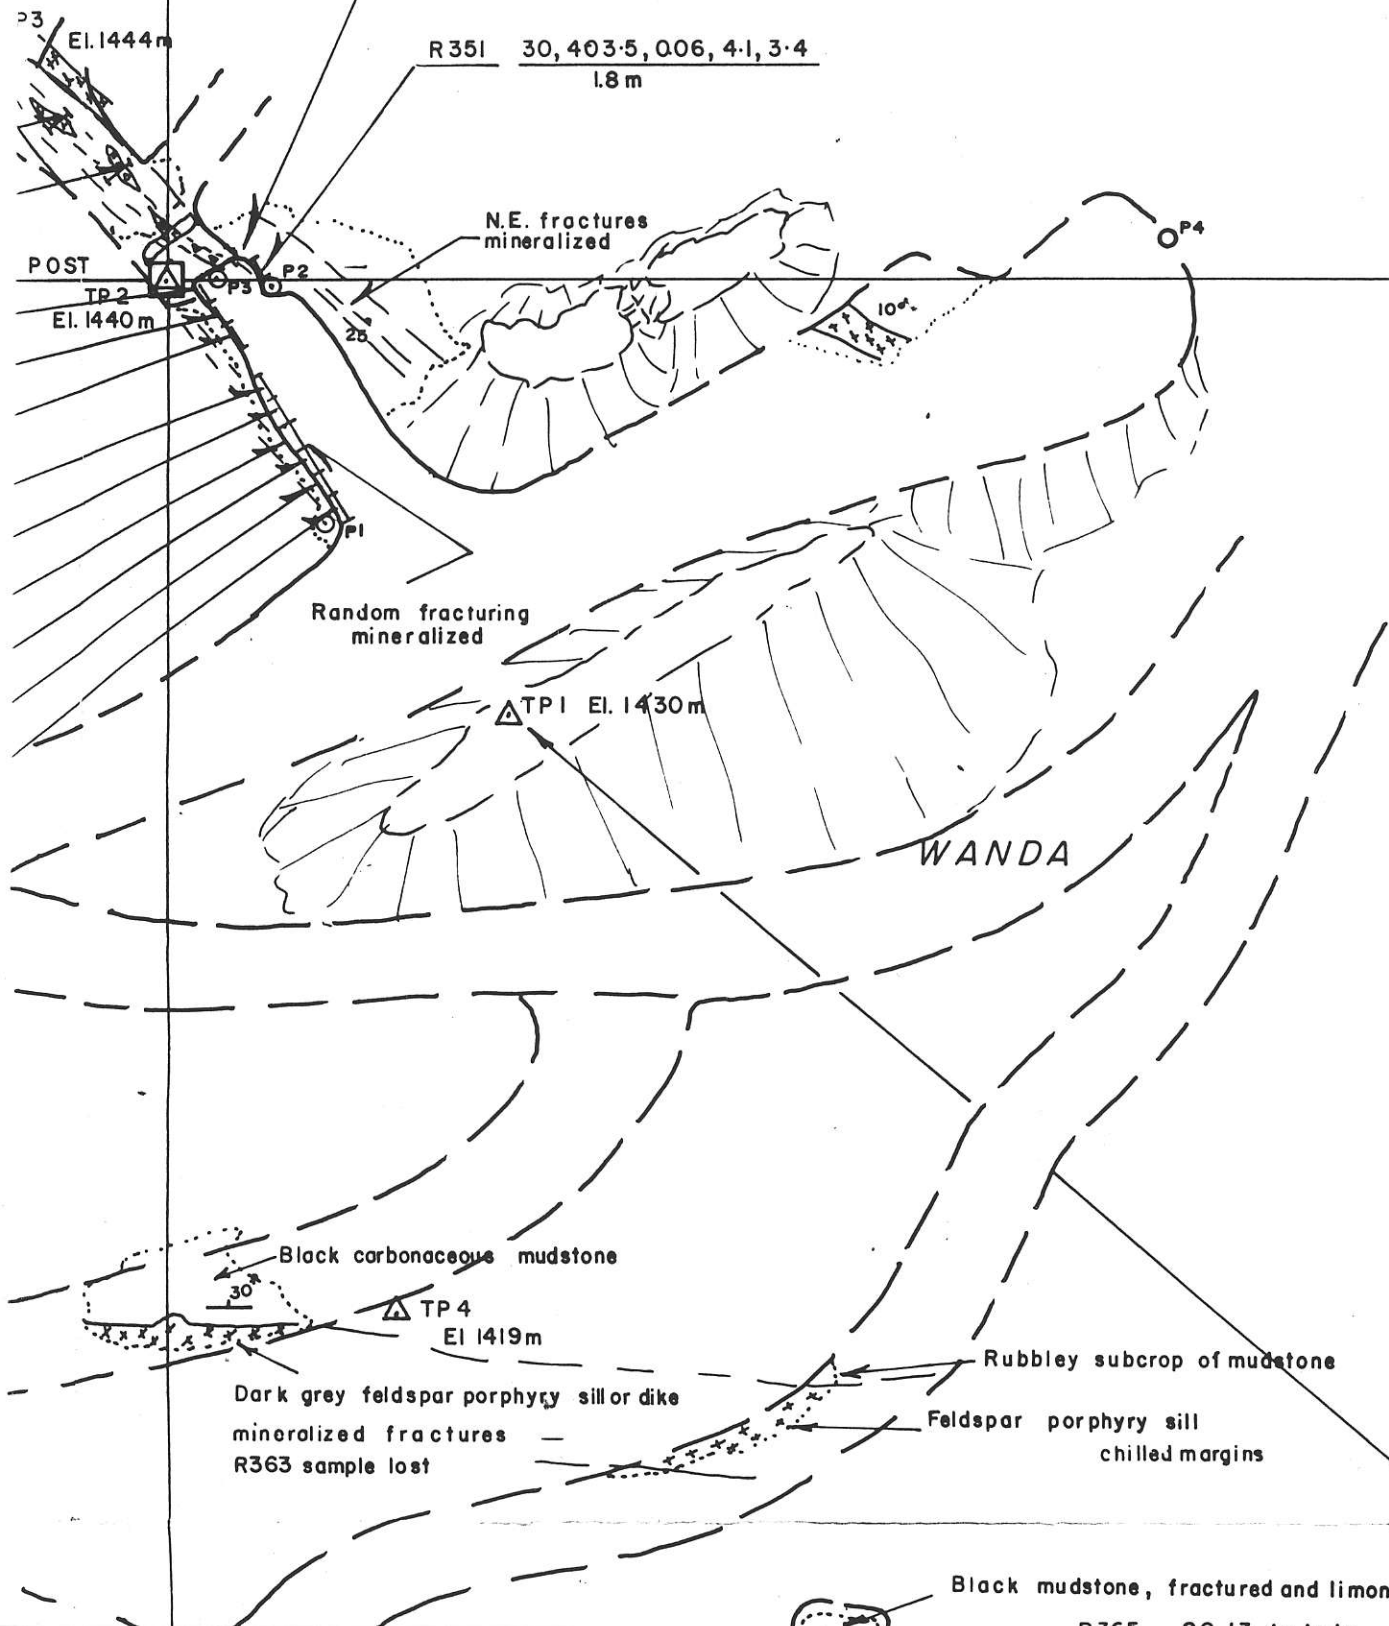 P3
El. 1444m
R351 30, 403·5, 0.06, 4·1, 3·4
1.8 m
N.E. fractures
mineralized
P4
POST
P2
P3
TP 2
El. 1440 m
25
10
P1
Random fracturing
mineralized
TP1 El. 1430m
WANDA
Black carbonaceous mudstone
30
TP 4
El 1419m
Rubbley subcrop of mudstone
Dark grey feldspar porphyry sill or dike
mineralized fractures
R363 sample lost
Feldspar porphyry sill
chilled margins
Black mudstone, fractured and limon